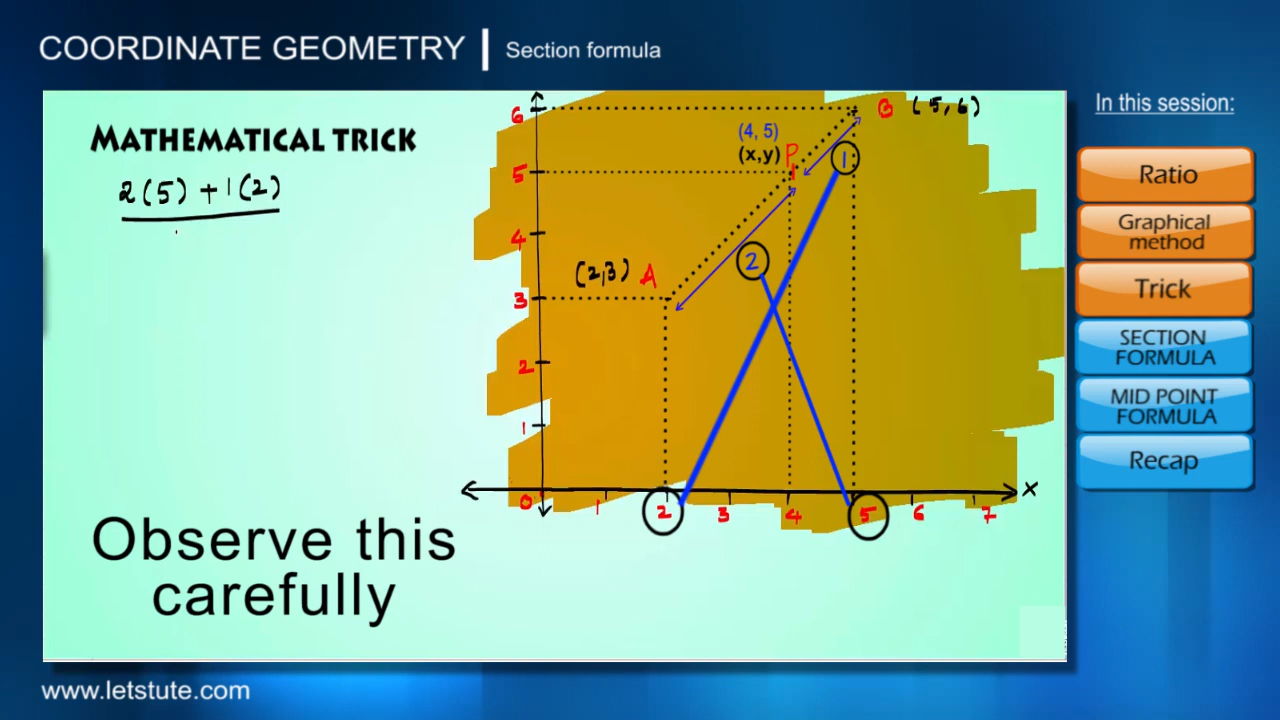 COORDINATE GEOMETRY | Section formula
In this session:
MATHEMATICAL TRICK
2(5) + 1(2)
6
B (5,6)
(4, 5)
(x,y) P
1
5
4
(2,3) A
2
3
2
1
0 1 2 3 4 5 6 7 x
Observe this
carefully
Ratio
Graphical
method
Trick
SECTION
FORMULA
MID POINT
FORMULA
Recap
www.letstute.com